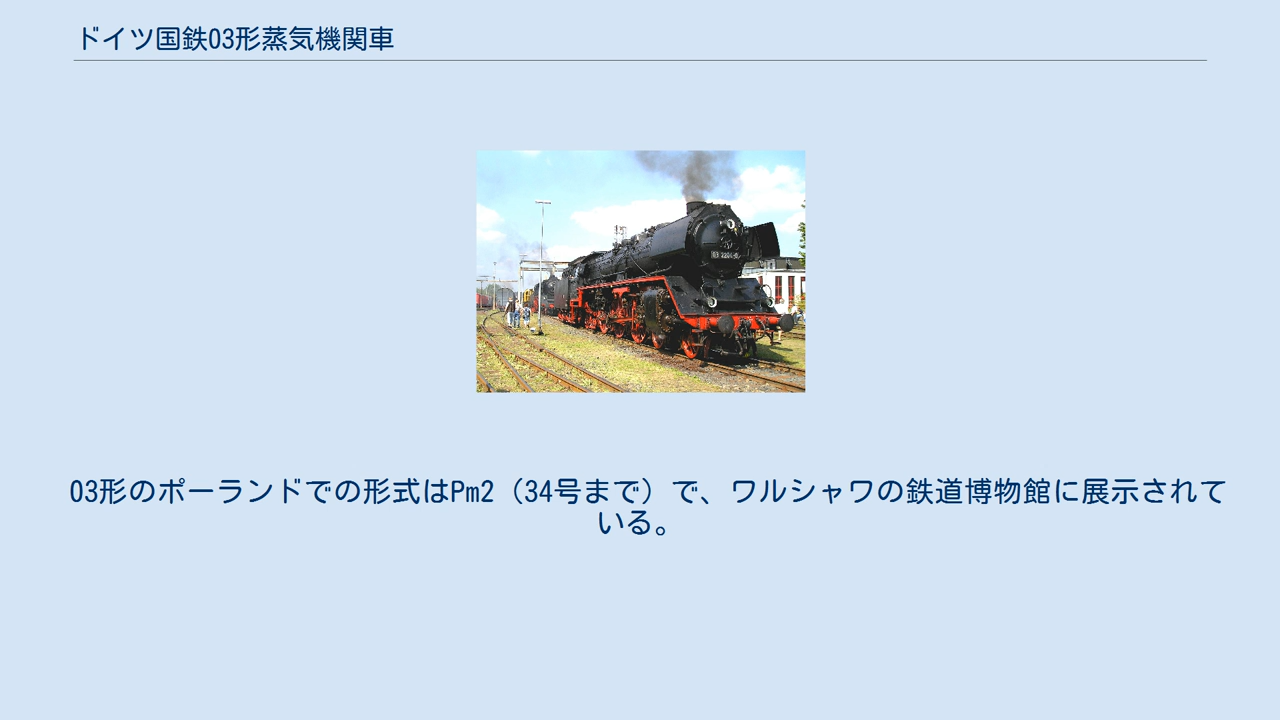 ドイツ国鉄03形蒸気機関車
03形のポーランドでの形式はPm2（34号まで）で、ワルシャワの鉄道博物館に展示されて
いる。